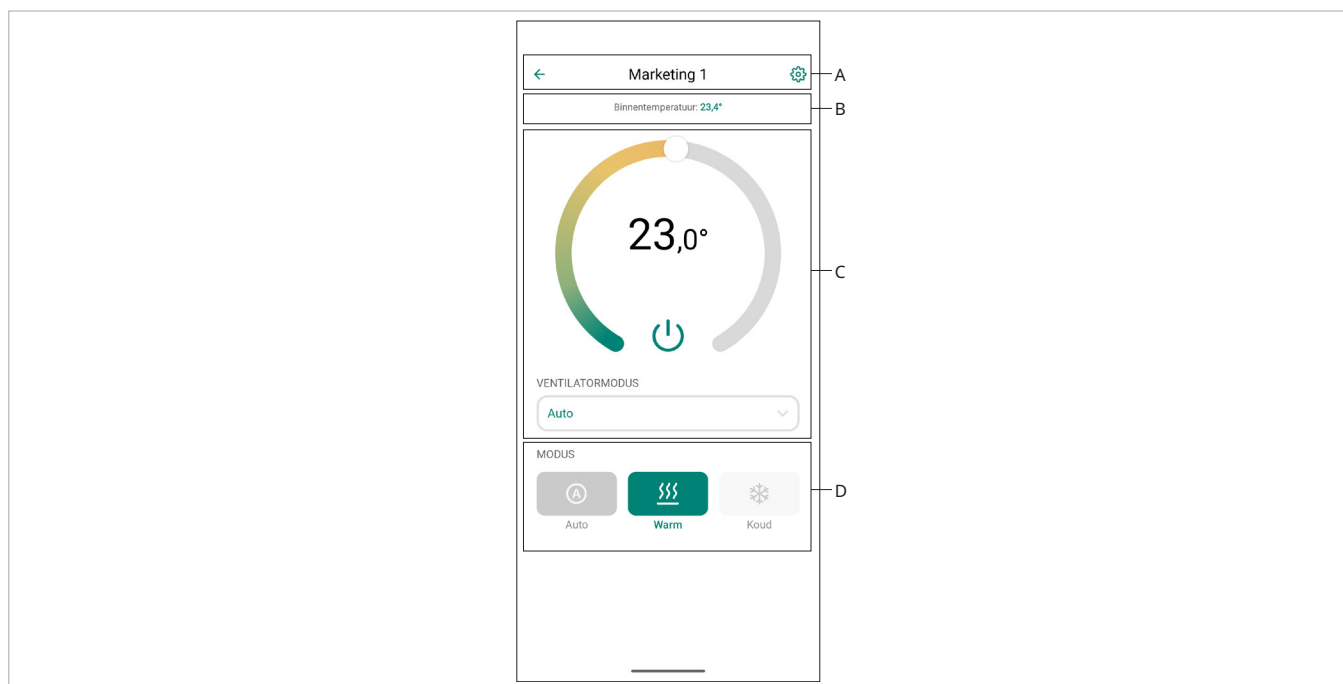 Marketing 1
A
Binnentemperatuur: 23,4°
B
23,0°
C
VENTILATORMODUS
Auto
MODUS
A
D
Auto Warm Koud